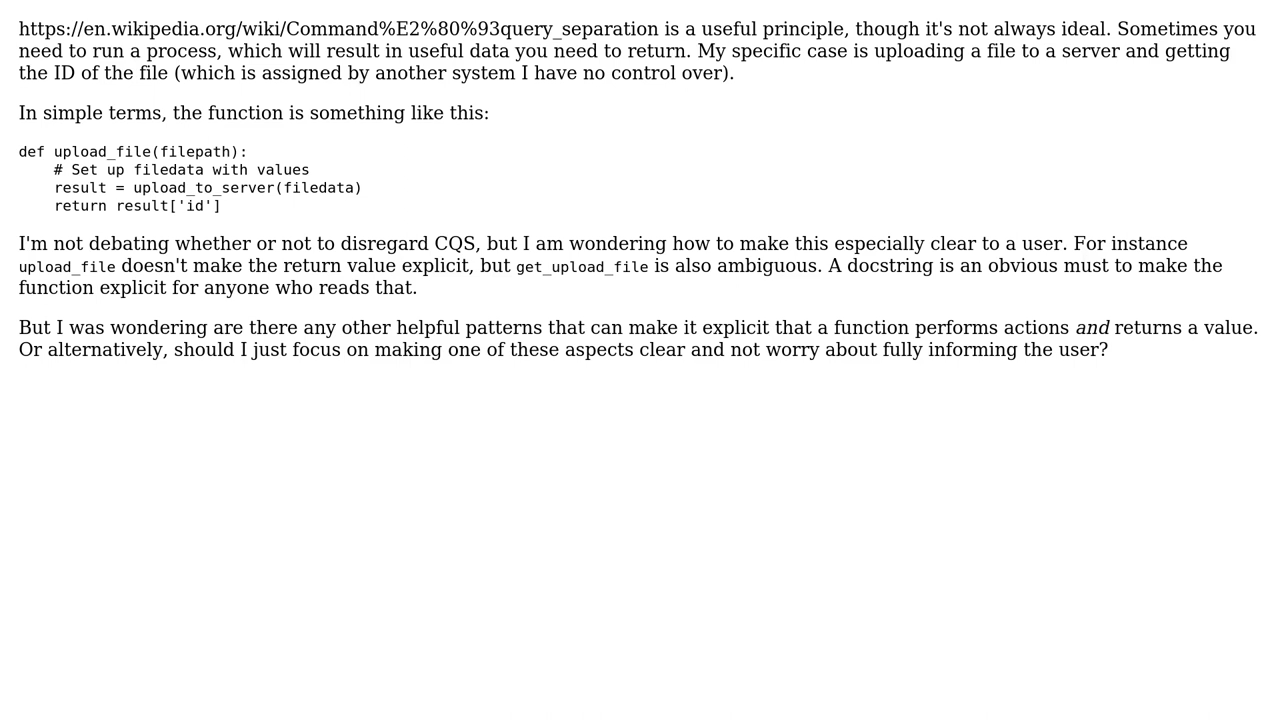 https://en.wikipedia.org/wiki/Command%E2%80%93query_separation is a useful principle, though it's not always ideal. Sometimes you
need to run a process, which will result in useful data you need to return. My specific case is uploading a file to a server and getting
the ID of the file (which is assigned by another system I have no control over).
In simple terms, the function is something like this:
def upload_file(filepath):
    # Set up filedata with values
    result = upload_to_server(filedata)
    return result['id']
I'm not debating whether or not to disregard CQS, but I am wondering how to make this especially clear to a user. For instance
upload_file doesn't make the return value explicit, but get_upload_file is also ambiguous. A docstring is an obvious must to make the
function explicit for anyone who reads that.
But I was wondering are there any other helpful patterns that can make it explicit that a function performs actions and returns a value.
Or alternatively, should I just focus on making one of these aspects clear and not worry about fully informing the user?